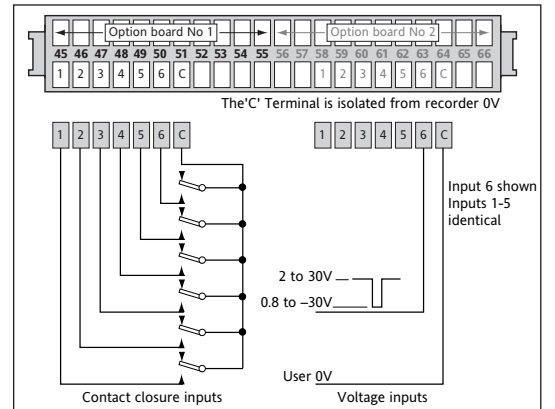 Option board No 1 Option board No 2
45 46 47 48 49 50 51 52 53 54 55 56 57 58 59 60 61 62 63 64 65 66
1 2 3 4 5 6 C 1 2 3 4 5 6 C
The'C' Terminal is isolated from recorder 0V
1 2 3 4 5 6 C
1 2 3 4 5 6 C
Input 6 shown
Inputs 1-5
identical
2 to 30V
0.8 to –30V
User 0V
Contact closure inputs
Voltage inputs